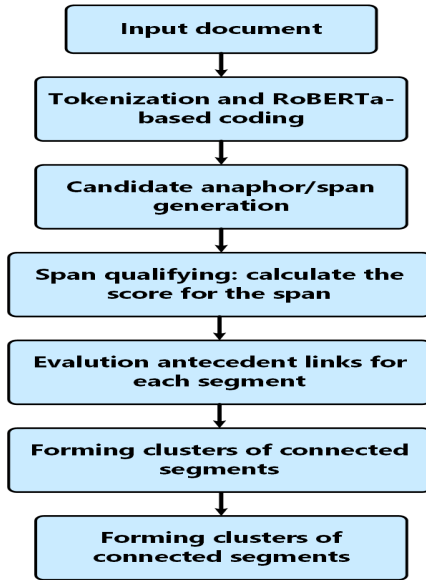 Input document
Tokenization and RoBERTa-
based coding
Candidate anaphor/span
generation
Span qualifying: calculate the
score for the span
Evalution antecedent links for
each segment
Forming clusters of connected
segments
Forming clusters of
connected segments